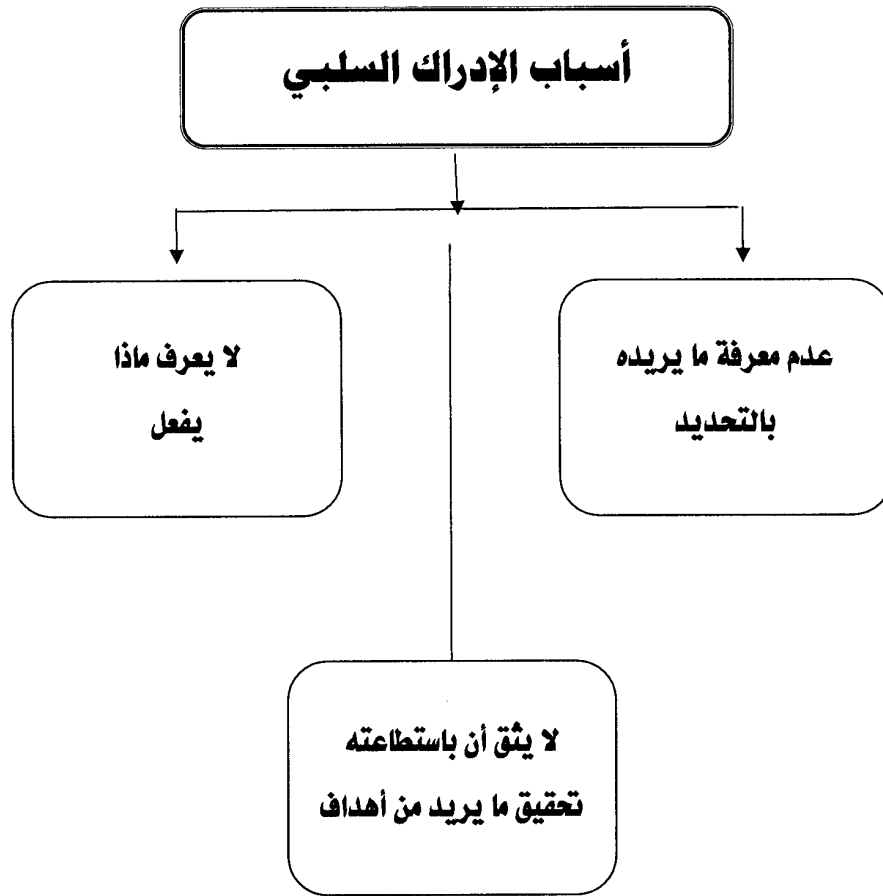 أسباب الإدراك السلبي
عدم معرفة ما يريده
بالتحديد
لا يعرف ماذا
يفعل
لا يثق أن باستطاعته
تحقيق ما يريد من أهداف